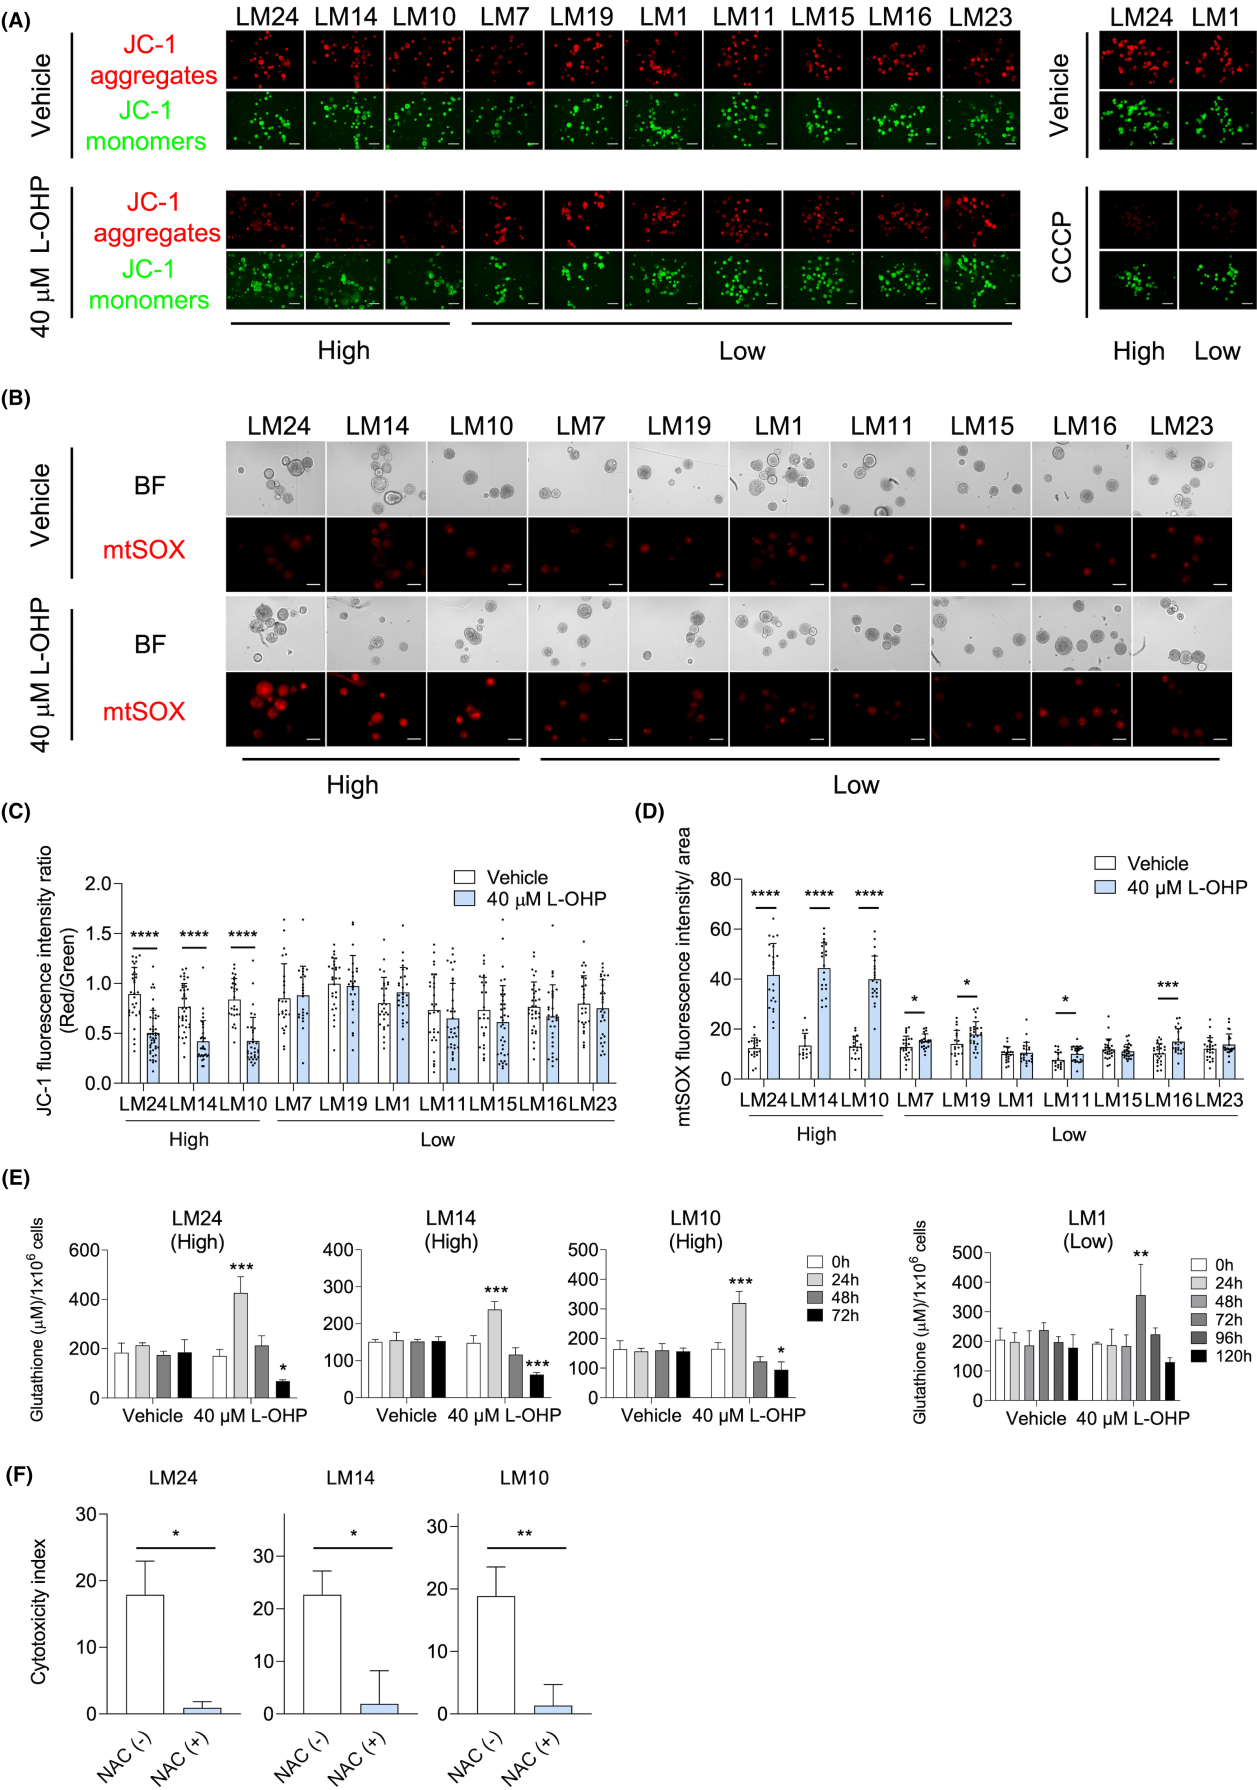 (A)
LM24 LM14 LM10 LM7 LM19 LM1 LM11 LM15 LM16 LM23 LM24 LM1
Vehicle
JC-1
aggregates
JC-1
monomers
Vehicle
40 µM L-OHP
JC-1
aggregates
JC-1
monomers
CCCP
High Low High Low
(B)
LM24 LM14 LM10 LM7 LM19 LM1 LM11 LM15 LM16 LM23
Vehicle
BF
mtSOX
40 µM L-OHP
BF
mtSOX
High Low
(C)
JC-1 fluorescence intensity ratio
(Red/Green)
Vehicle
40 µM L-OHP
2.0
1.5
1.0
0.5
0.0
**** **** ****
LM24 LM14 LM10 LM7 LM19 LM1 LM11 LM15 LM16 LM23
High Low
(D)
mtSOX fluorescence intensity/ area
Vehicle
40 µM L-OHP
80
60
40
20
0
**** **** **** * * * ***
LM24 LM14 LM10 LM7 LM19 LM1 LM11 LM15 LM16 LM23
High Low
(E)
Glutathione (µM)/1x10⁶ cells
LM24
(High)
600
400
200
0
*** *
Vehicle 40 µM L-OHP
LM14
(High)
400
300
200
100
0
*** ***
Vehicle 40 µM L-OHP
LM10
(High)
500
400
300
200
100
0
*** *
Vehicle 40 µM L-OHP
0h
24h
48h
72h
Glutathione (µM)/1x10⁶ cells
LM1
(Low)
500
400
300
200
100
0
**
Vehicle 40 µM L-OHP
0h
24h
48h
72h
96h
120h
(F)
Cytotoxicity index
LM24
30
20
10
0
*
NAC (-) NAC (+)
LM14
30
20
10
0
*
NAC (-) NAC (+)
LM10
30
20
10
0
**
NAC (-) NAC (+)